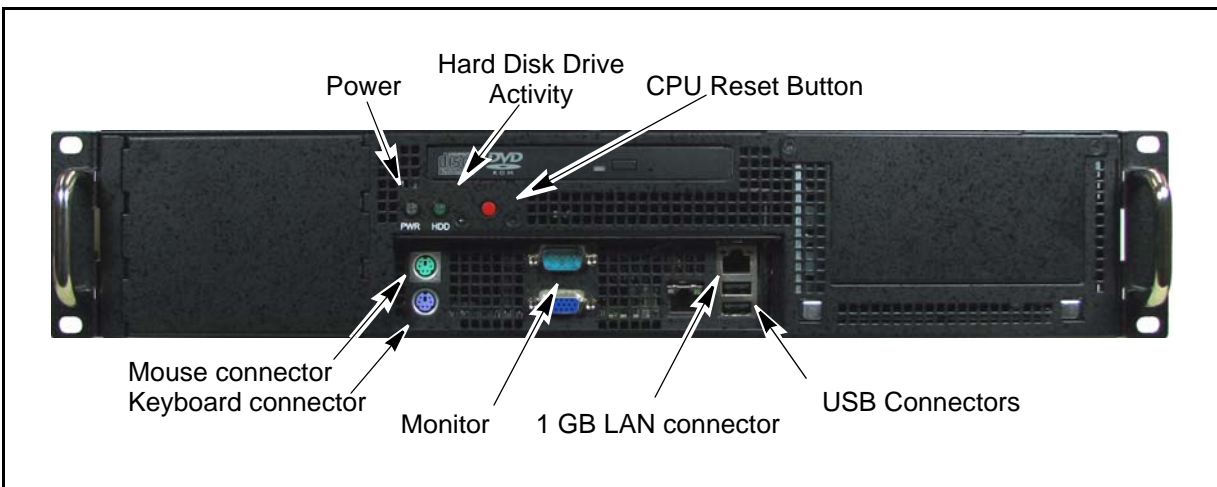 Power
Hard Disk Drive
Activity
CPU Reset Button
DVD
ROM
PWR HDD
Mouse connector
Keyboard connector
Monitor
1 GB LAN connector
USB Connectors